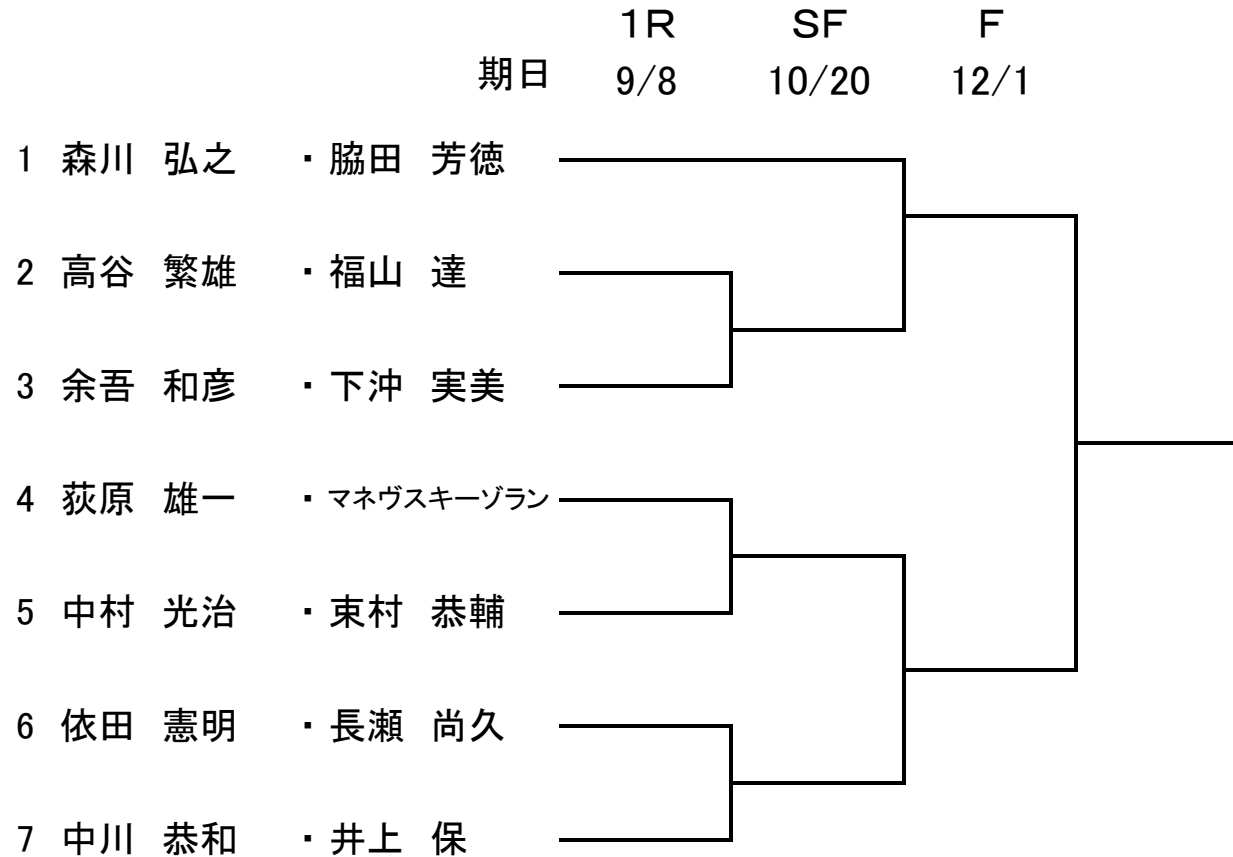 1R SF F
期日 9/8 10/20 12/1
1 森川 弘之 ・脇田 芳徳
2 高谷 繁雄 ・福山 達
3 余吾 和彦 ・下沖 実美
4 荻原 雄一 ・マネヴスキーゾラン
5 中村 光治 ・束村 恭輔
6 依田 憲明 ・長瀬 尚久
7 中川 恭和 ・井上 保